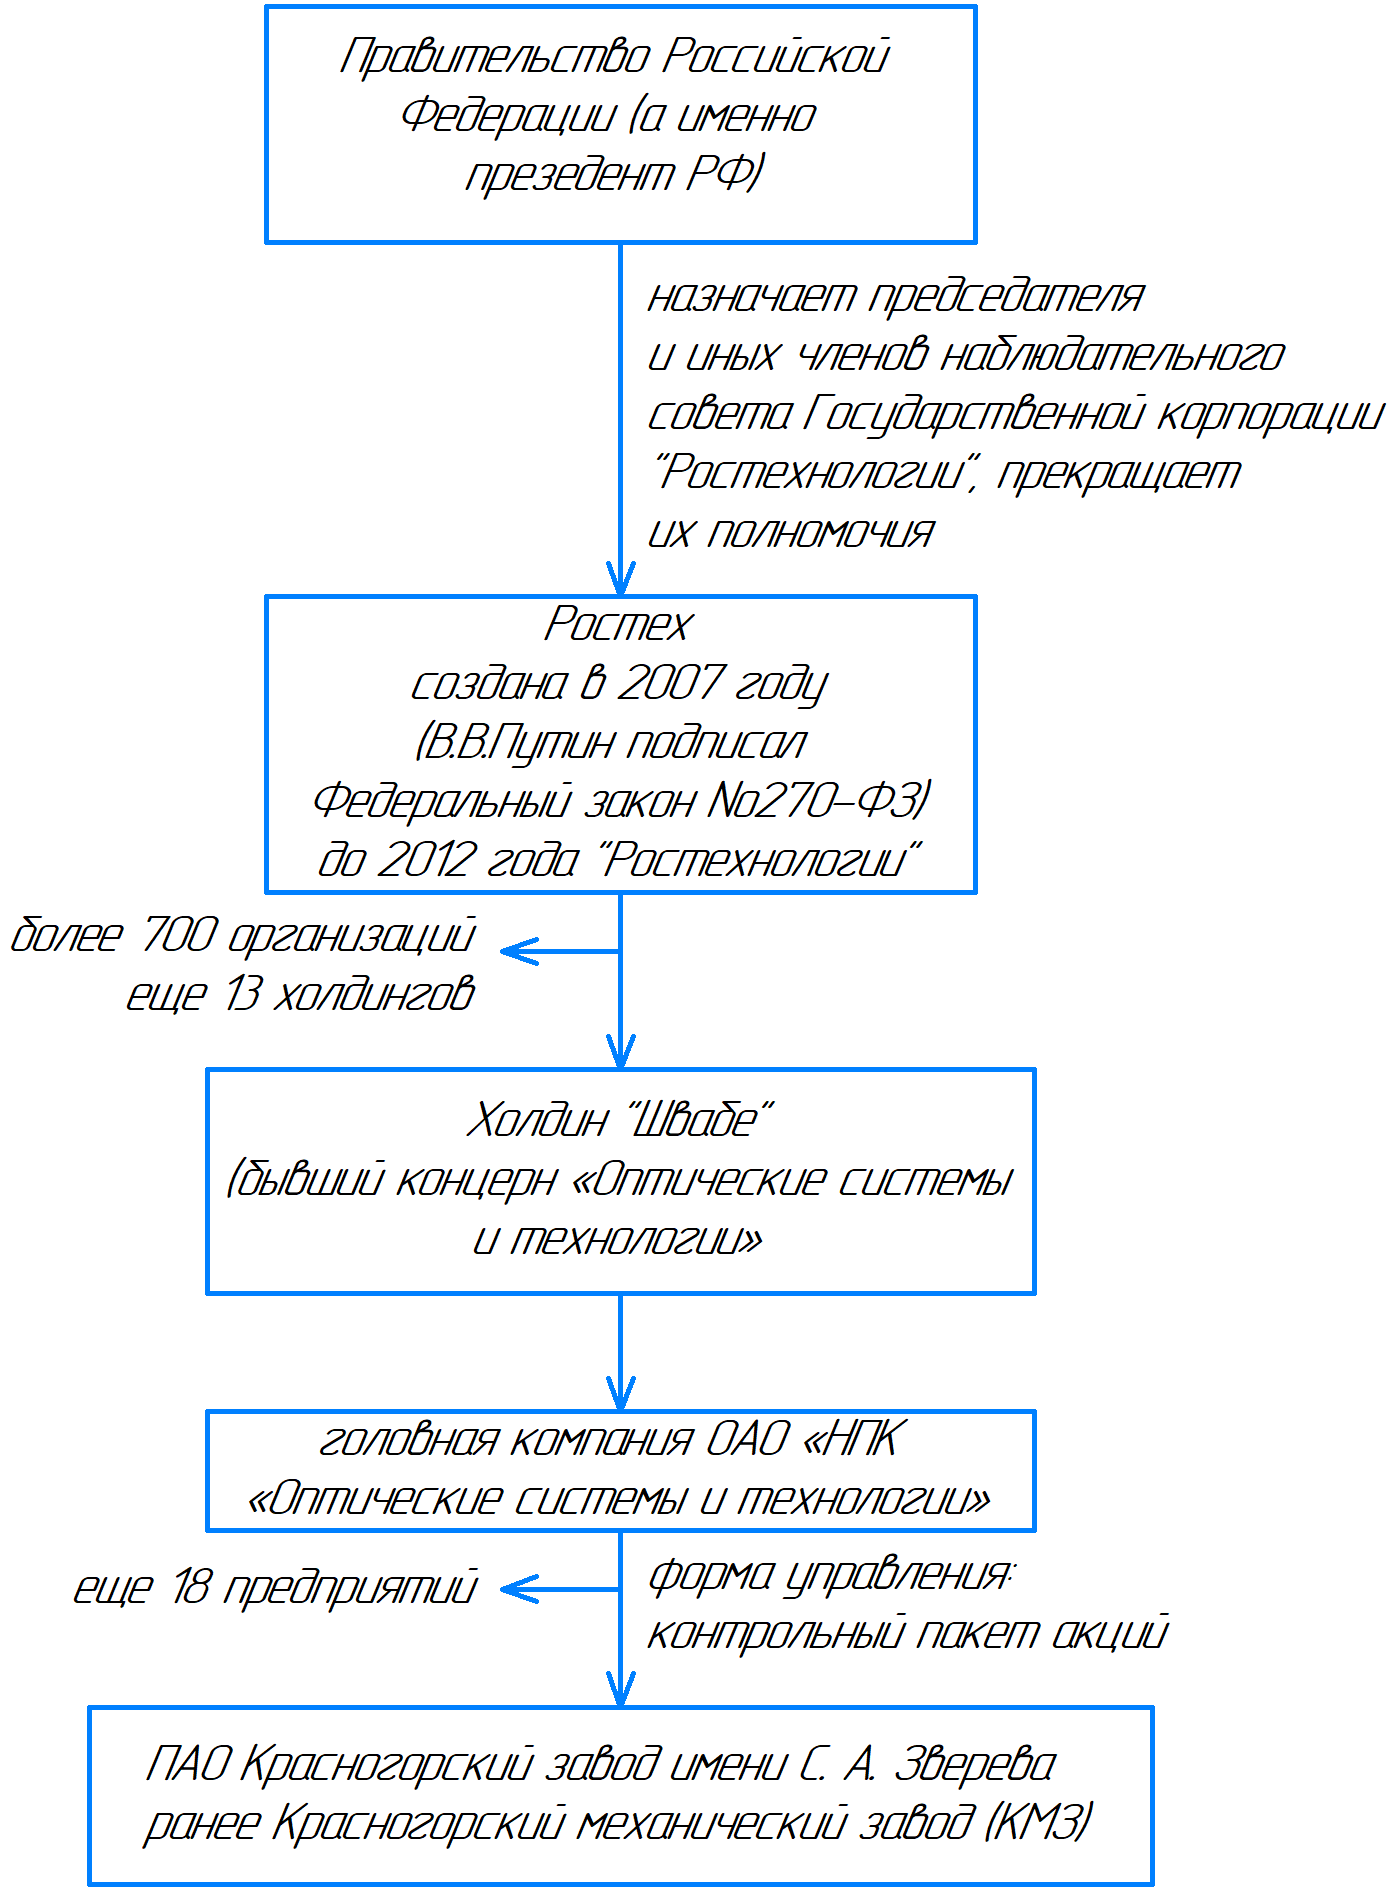 Правительство Российской
Федерации (а именно
презедент РФ)
назначает председателя
и иных членов наблюдательного
совета Государственной корпорации
"Ростехнологии", прекращает
их полномочия
Ростех
создана в 2007 году
(В.В.Путин подписал
Федеральный закон No270-ФЗ)
до 2012 года "Ростехнологии"
более 700 организаций
еще 13 холдингов
Холдин "Швабе"
(бывший концерн «Оптические системы
и технологии»
головная компания ОАО «НПК
«Оптические системы и технологии»
еще 18 предприятий
форма управления:
контрольный пакет акций
ПАО Красногорский завод имени С. А. Зверева
ранее Красногорский механический завод (КМЗ)